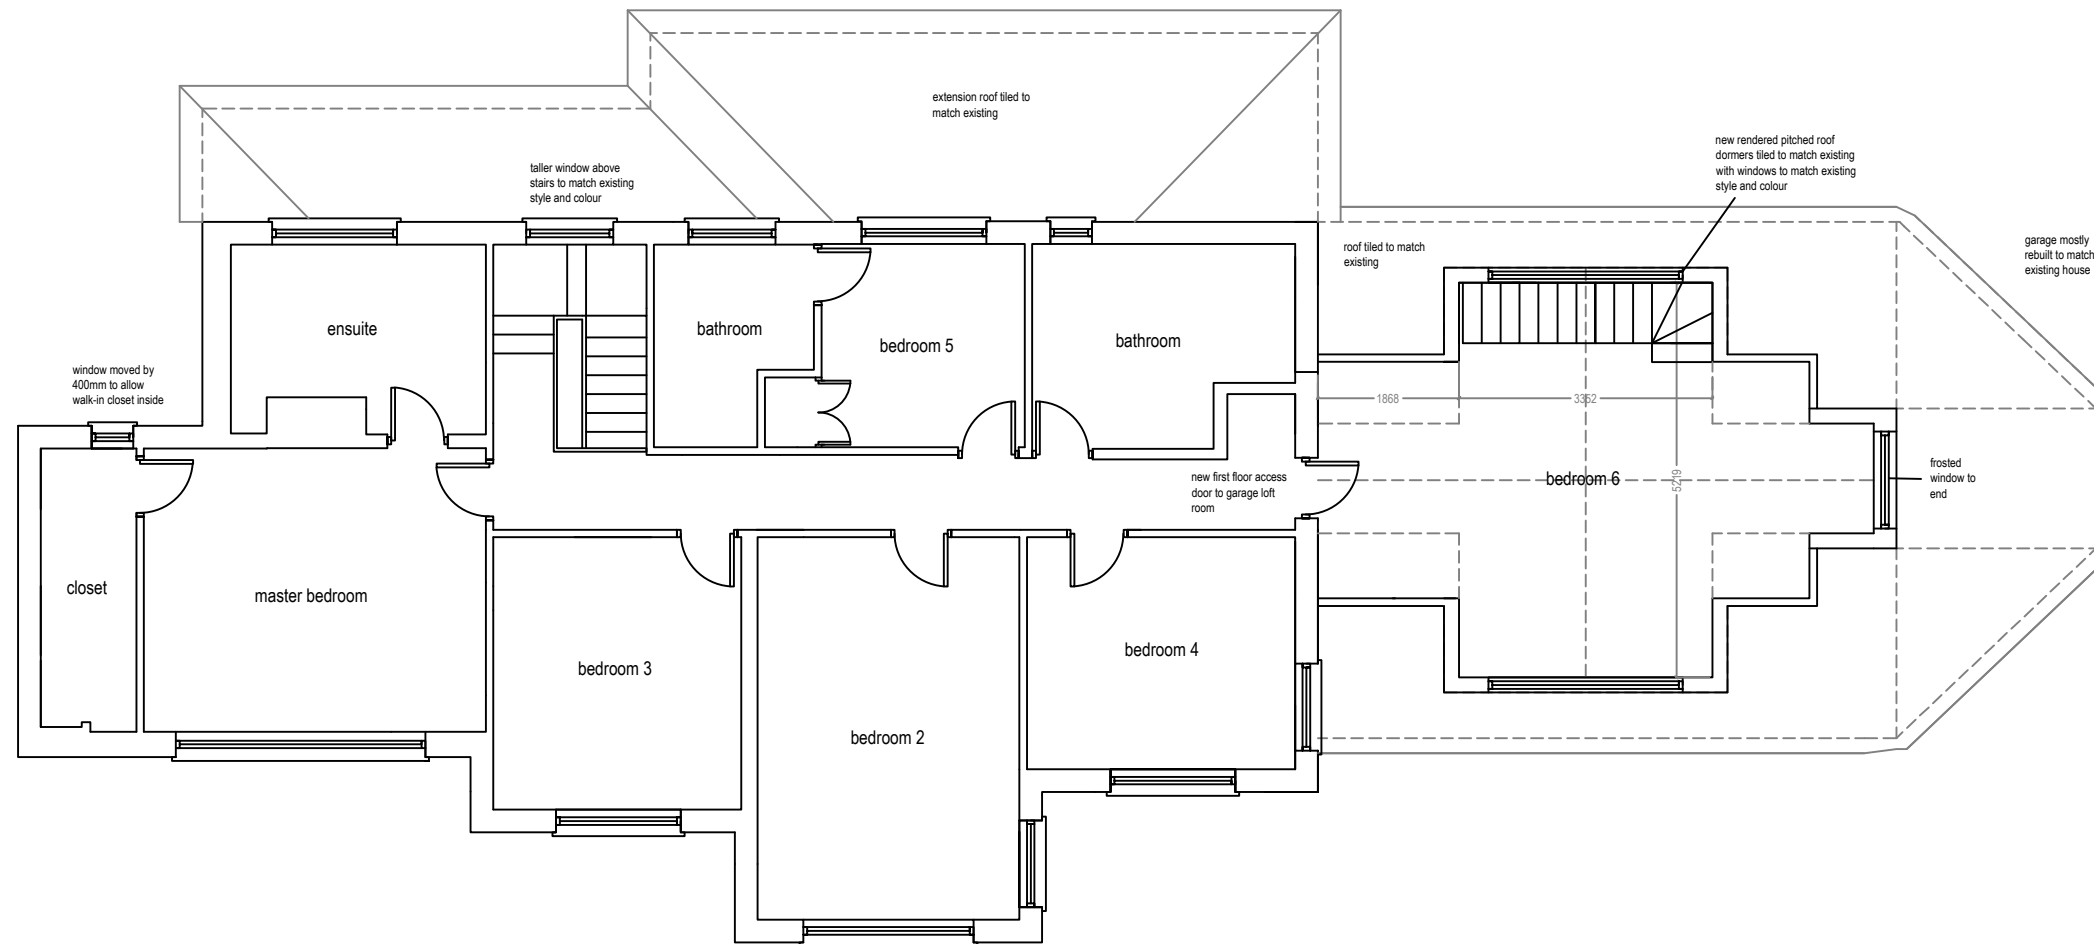 extension roof tiled to
match existing
new rendered pitched roof
dormers tiled to match existing
with windows to match existing
style and colour
taller window above
stairs to match existing
style and colour
roof tiled to match
existing
garage mostly
rebuilt to match
existing house
ensuite
bathroom
bedroom 5
bathroom
window moved by
400mm to allow
walk-in closet inside
1868
3352
new first floor access
door to garage loft
room
bedroom 6
5219
frosted
window to
end
closet
master bedroom
bedroom 3
bedroom 4
bedroom 2